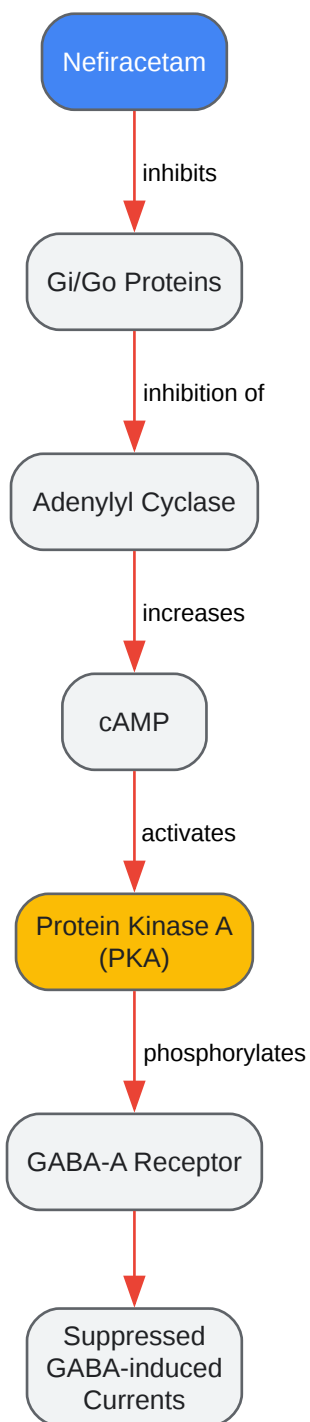 Nefiracetam
inhibits
Gi/Go Proteins
inhibition of
Adenylyl Cyclase
increases
cAMP
activates
Protein Kinase A
(PKA)
phosphorylates
GABA-A Receptor
Suppressed
GABA-induced
Currents